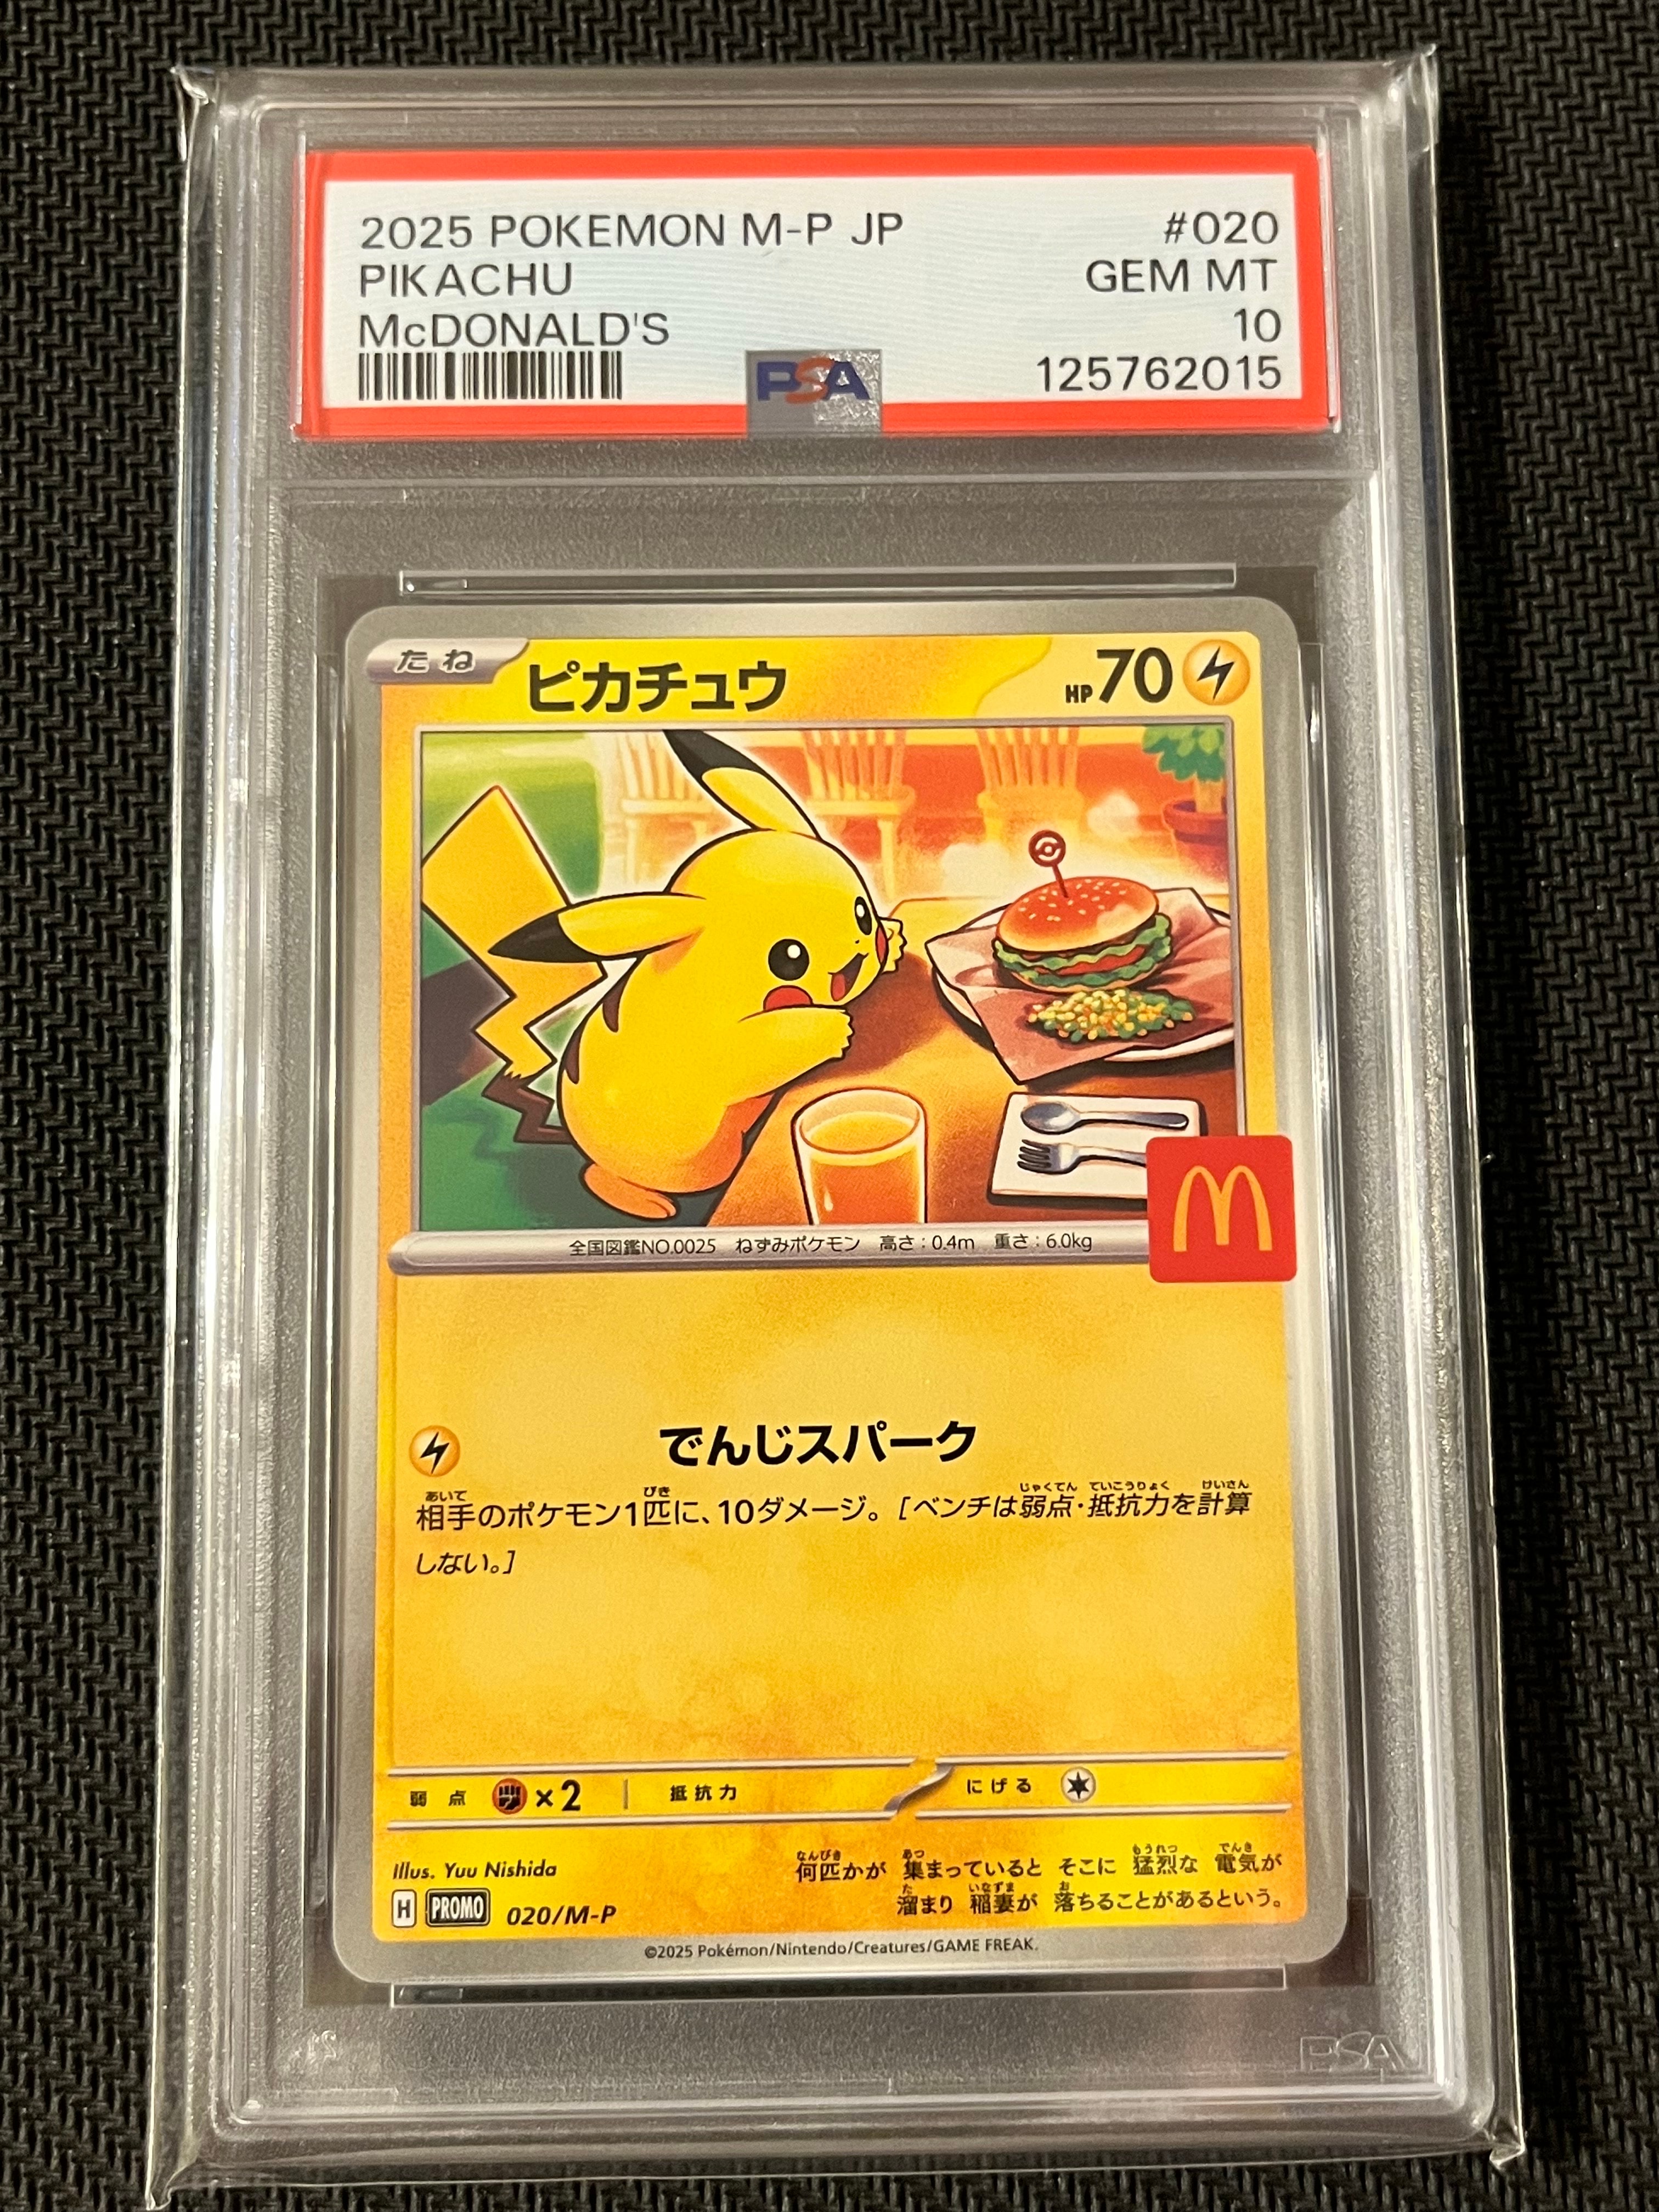 2025 POKEMON M-P JP #020
PIKACHU GEM MT
McDONALD'S 10
PSA 125762015
たね ピカチュウ HP70
全国図鑑NO.0025 ねずみポケモン 高さ：0.4m 重さ：6.0kg
でんじスパーク
相手のポケモン1匹に、10ダメージ。［ベンチは弱点・抵抗力を計算
しない。］
弱点 ×2 抵抗力 にげる
Illus. Yuu Nishida
何匹かが 集まっていると そこに 猛烈な 電気が
溜まり 稲妻が 落ちることがあるという。
H PROMO 020/M-P
©2025 Pokémon/Nintendo/Creatures/GAME FREAK.
PSA